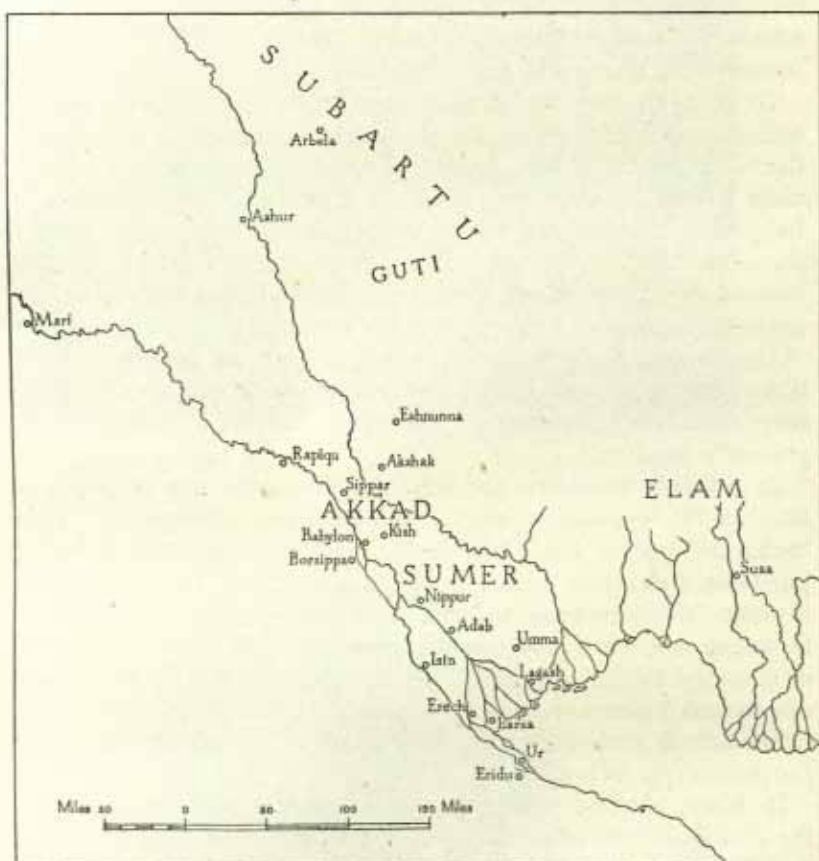 SUBARTU
Arbela
Ashur
GUTI
Mari
Eshnunna
Rapiqu
Akshak
Sippar
ELAM
AKKAD
Babylon
Kish
Borsippa
SUMER
Susa
Nippur
Adab
Umma
Isin
Lagash
Erech
Larsa
Ur
Eridu
Miles 50 0 50 100 150 Miles